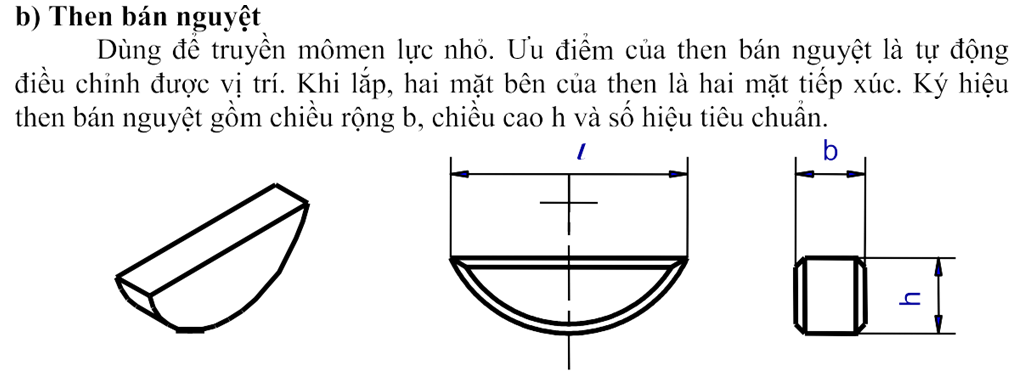 b) Then bán nguyệt
Dùng để truyền mômen lực nhỏ. Ưu điểm của then bán nguyệt là tự động
điều chỉnh được vị trí. Khi lắp, hai mặt bên của then là hai mặt tiếp xúc. Ký hiệu
then bán nguyệt gồm chiều rộng b, chiều cao h và số hiệu tiêu chuẩn.
l
b
h